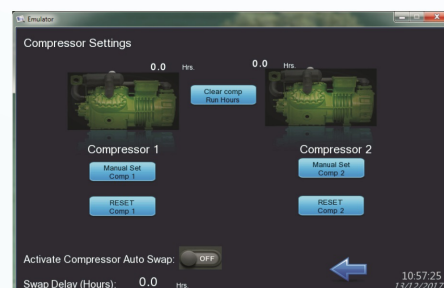 Emulator
Compressor Settings
0.0 Hrs.
0.0 Hrs.
Clear comp
Run Hours
Compressor 1
Compressor 2
Manual Set
Comp 1
Manual Set
Comp 2
RESET
Comp 1
RESET
Comp 2
Activate Compressor Auto Swap: OFF
Swap Delay (Hours): 0.0 Hrs
10:57:25
13/12/2017